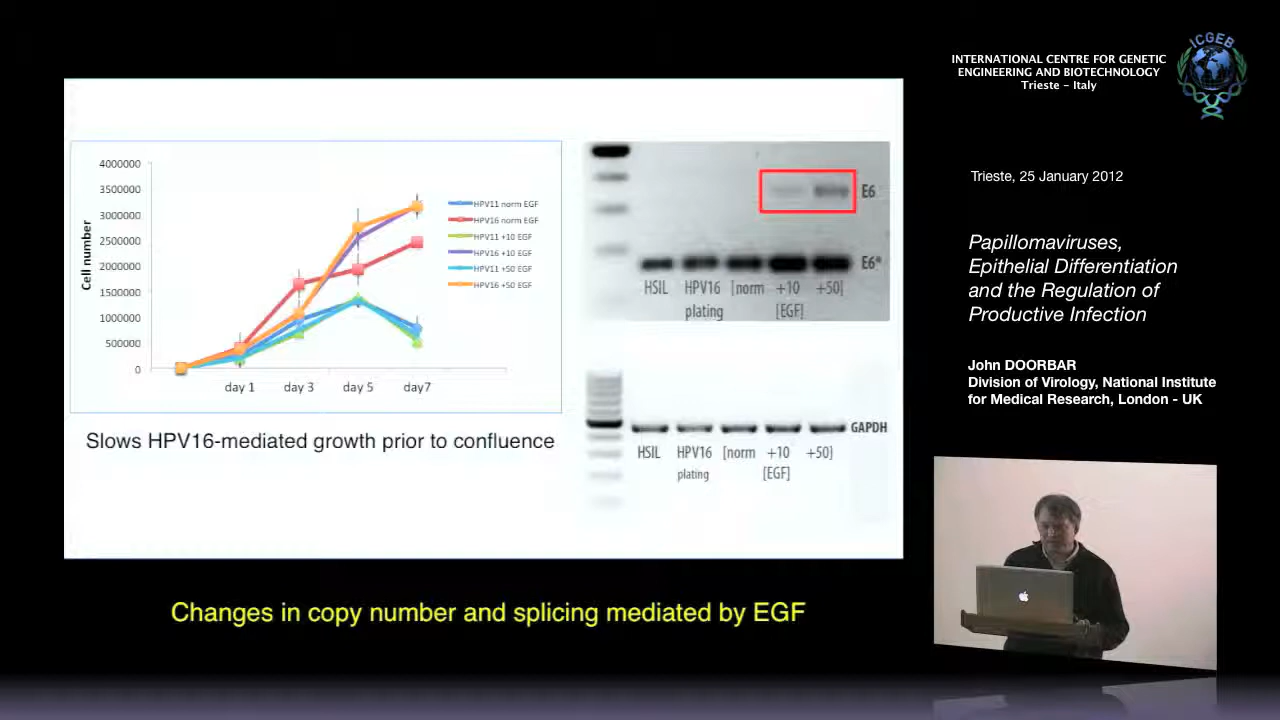 INTERNATIONAL CENTRE FOR GENETIC
ENGINEERING AND BIOTECHNOLOGY
Trieste - Italy
ICGEB
Trieste, 25 January 2012
Papillomaviruses,
Epithelial Differentiation
and the Regulation of
Productive Infection
John DOORBAR
Division of Virology, National Institute
for Medical Research, London - UK
Cell number
4000000
3500000
3000000
2500000
2000000
1500000
1000000
500000
0
day 1
day 3
day 5
day7
HPV11 norm EGF
HPV16 norm EGF
HPV11 +10 EGF
HPV16 +10 EGF
HPV11 +50 EGF
HPV16 +50 EGF
Slows HPV16-mediated growth prior to confluence
E6
E6*
HSIL HPV16 [norm +10 +50]
plating [EGF]
GAPDH
HSIL HPV16 [norm +10 +50]
plating [EGF]
Changes in copy number and splicing mediated by EGF